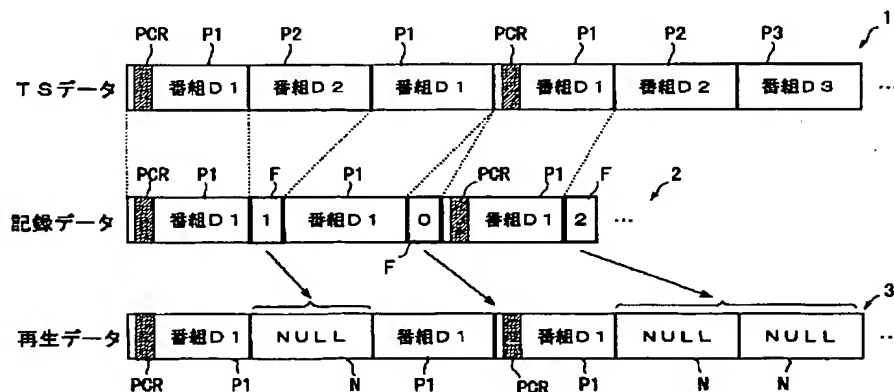 PCR P1 P2 P1 PCR P1 P2 P3 1
TSデータ 番組D1 番組D2 番組D1 番組D1 番組D2 番組D3 …
PCR P1 F P1 PCR P1 F 2
記録データ 番組D1 1 番組D1 0 番組D1 2 …
F
3
再生データ 番組D1 NULL 番組D1 番組D1 NULL NULL …
PCR P1 N P1 PCR P1 N N